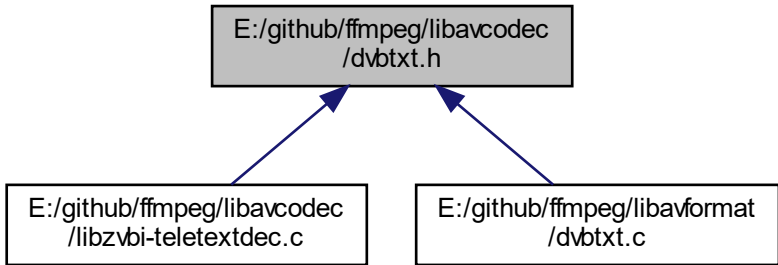 E:/github/ffmpeg/libavcodec
/dvbtxt.h
E:/github/ffmpeg/libavcodec
/libzvbi-teletextdec.c
E:/github/ffmpeg/libavformat
/dvbtxt.c